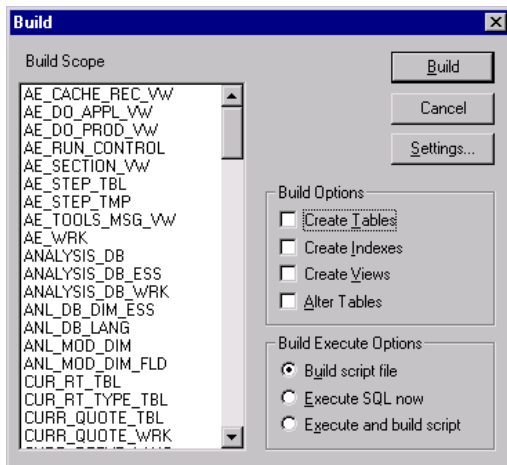 Build
Build Scope
AE_CACHE_REC_VW
AE_DO_APPL_VW
AE_DO_PROD_VW
AE_RUN_CONTROL
AE_SECTION_VW
AE_STEP_TBL
AE_STEP_TMP
AE_TOOLS_MSG_VW
AE_WRK
ANALYSIS_DB
ANALYSIS_DB_ESS
ANALYSIS_DB_WRK
ANL_DB_DIM_ESS
ANL_DB_LANG
ANL_MOD_DIM
ANL_MOD_DIM_FLD
CUR_RT_TBL
CUR_RT_TYPE_TBL
CURR_QUOTE_TBL
CURR_QUOTE_WRK
Build
Cancel
Settings...
Build Options
Create Tables
Create Indexes
Create Views
Alter Tables
Build Execute Options
Build script file
Execute SQL now
Execute and build script